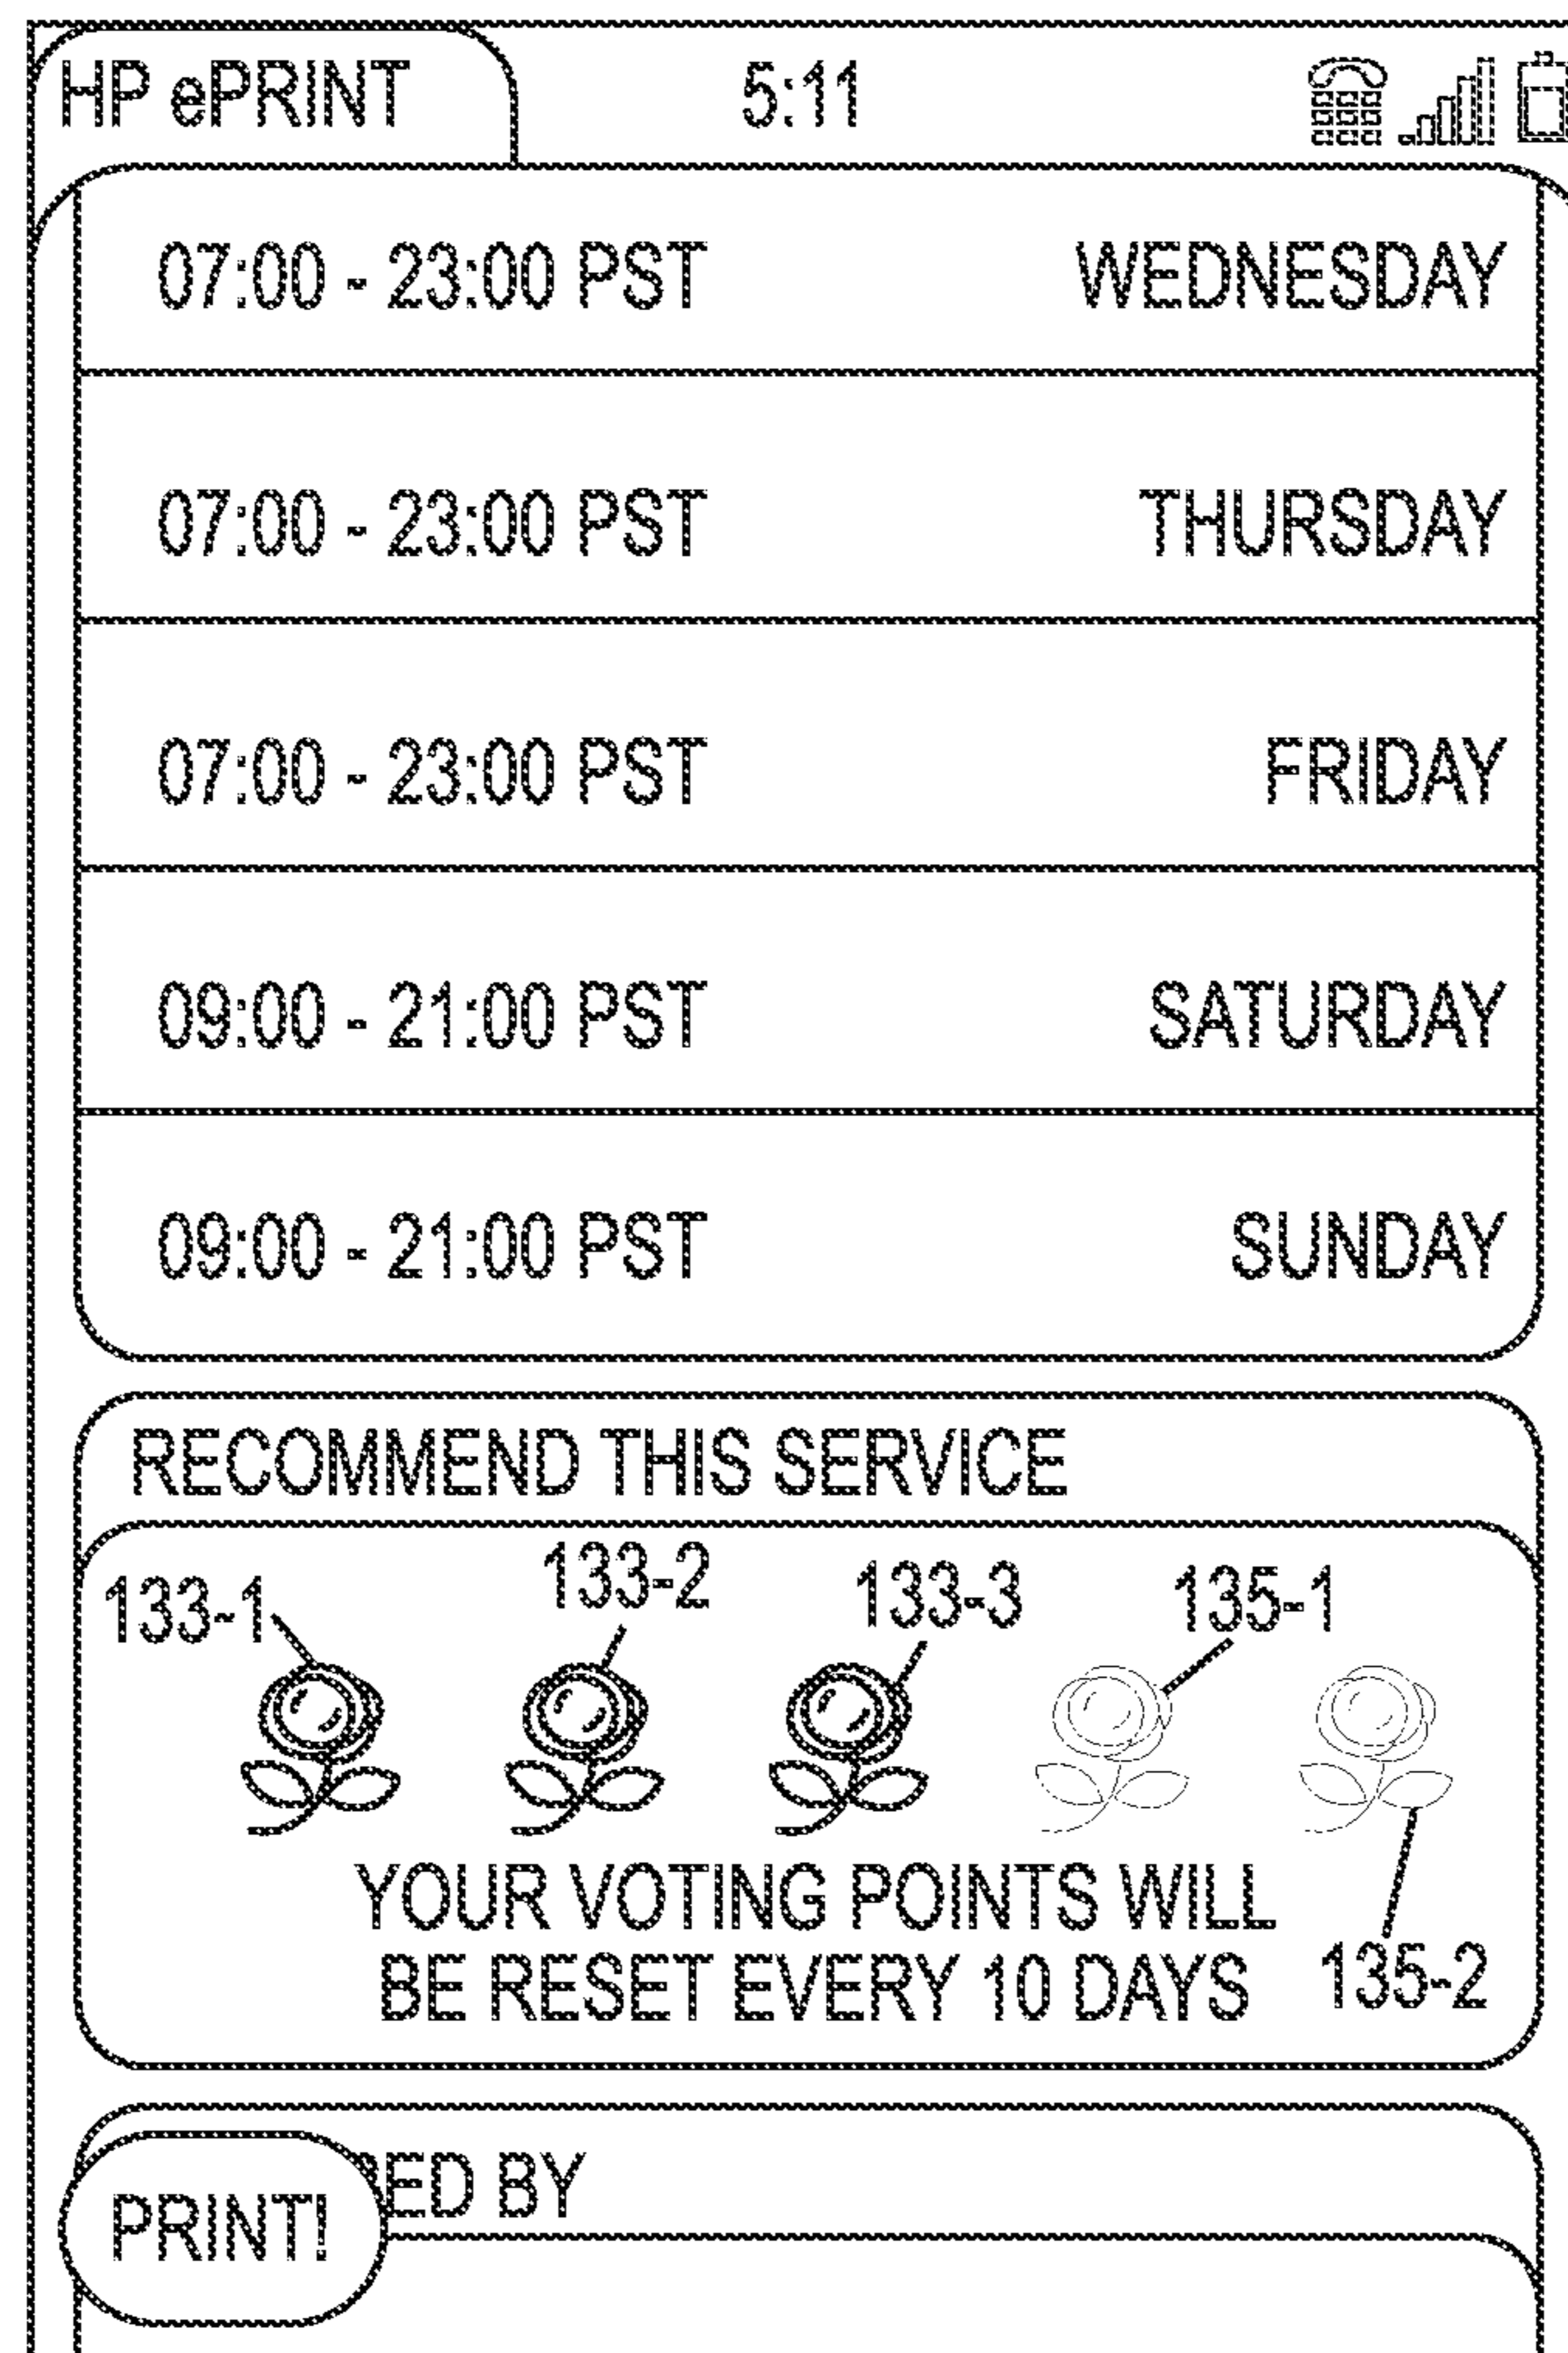 HP ePRINT 5:11
07:00 - 23:00 PST WEDNESDAY
07:00 - 23:00 PST THURSDAY
07:00 - 23:00 PST FRIDAY
09:00 - 21:00 PST SATURDAY
09:00 - 21:00 PST SUNDAY
RECOMMEND THIS SERVICE
133-1 133-2 133-3 135-1
YOUR VOTING POINTS WILL
BE RESET EVERY 10 DAYS 135-2
BY
PRINT!